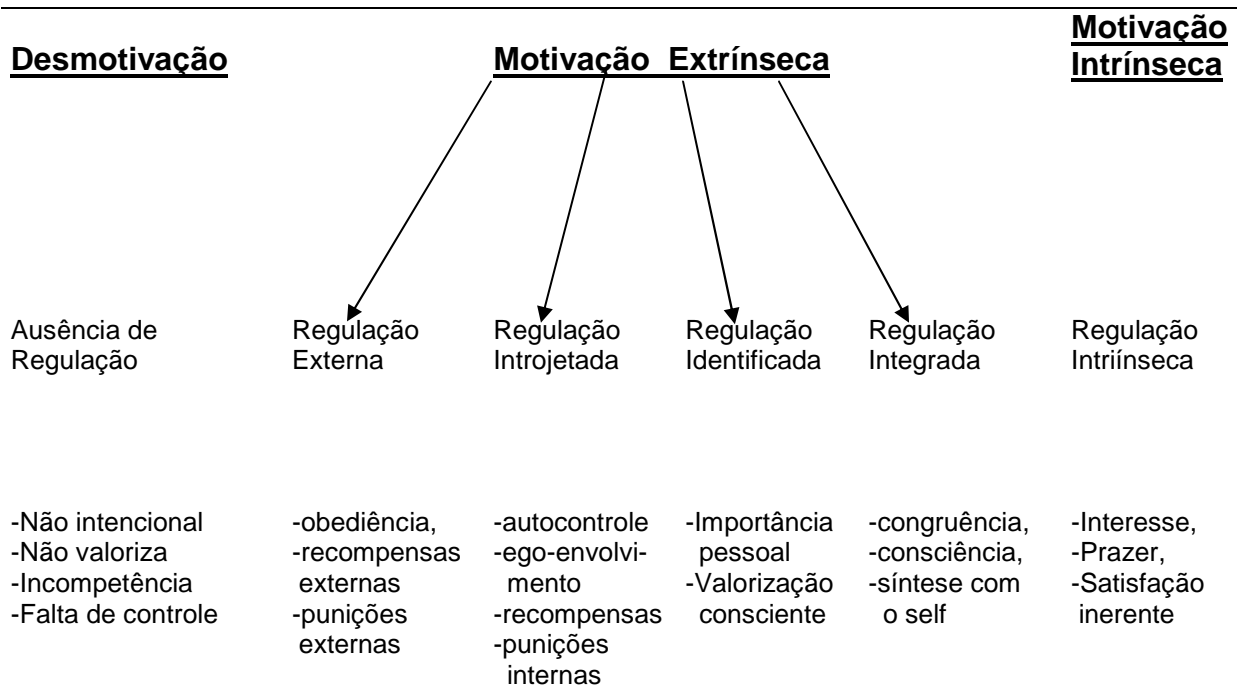 Desmotivação
Motivação Extrínseca
Motivação
Intrínseca
Ausência de
Regulação
Regulação
Externa
Regulação
Introjetada
Regulação
Identificada
Regulação
Integrada
Regulação
Intriínseca
-Não intencional
-Não valoriza
-Incompetência
-Falta de controle
-obediência,
-recompensas
externas
-punições
externas
-autocontrole
-ego-envolvi-
mento
-recompensas
-punições
internas
-Importância
pessoal
-Valorização
consciente
-congruência,
-consciência,
-síntese com
o self
-Interesse,
-Prazer,
-Satisfação
inerente